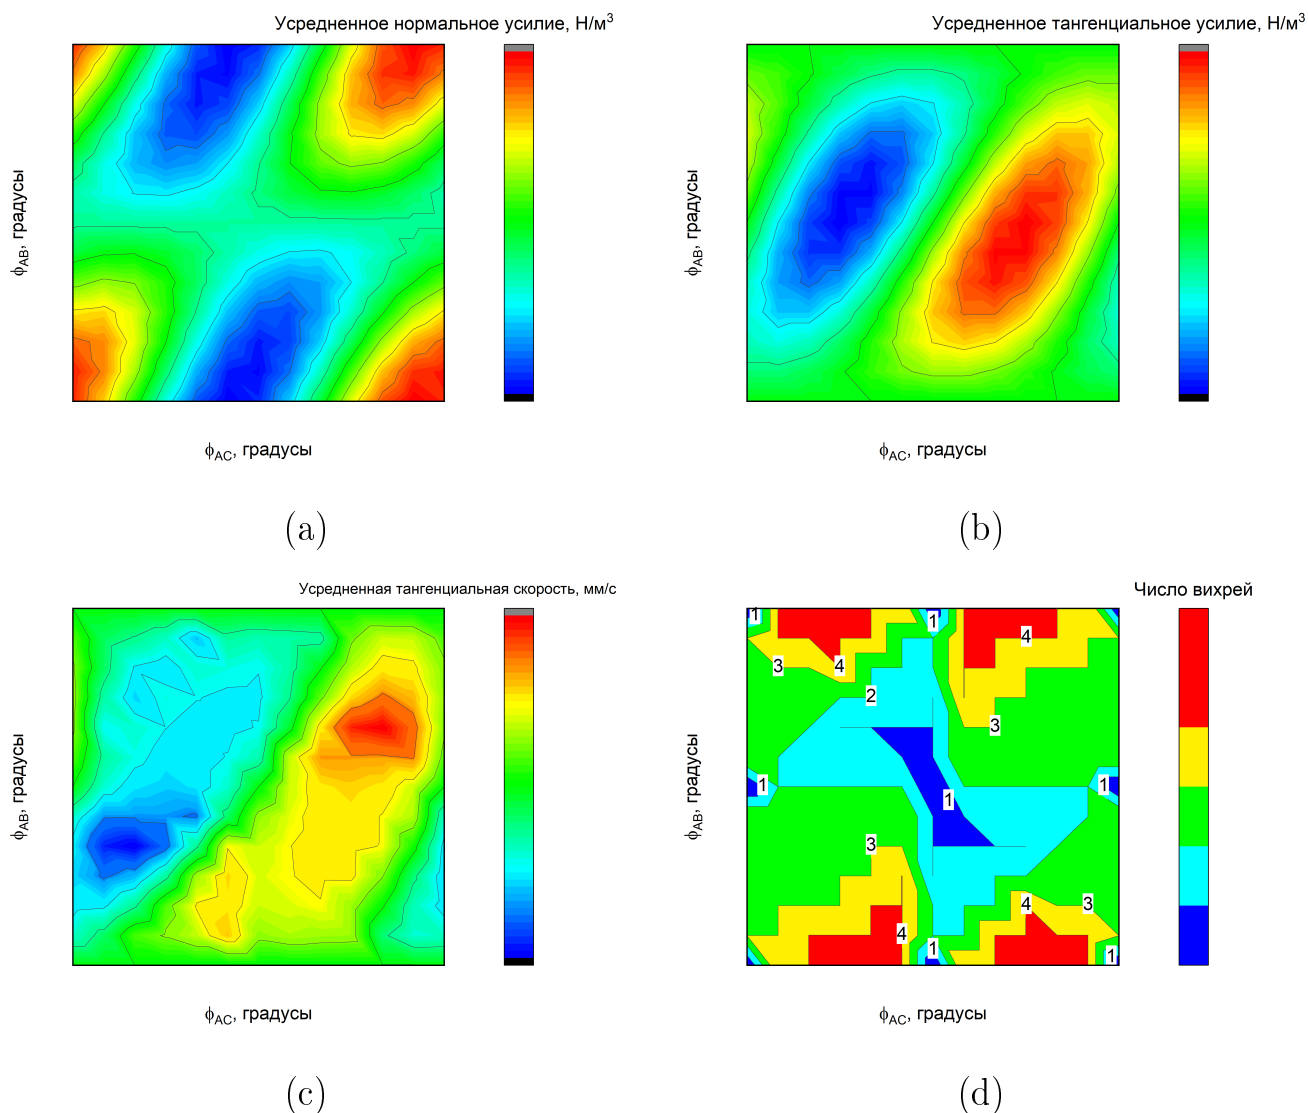 Усредненное нормальное усилие, Н/м³
ϕAB, градусы
ϕAC, градусы
(a)
Усредненное тангенциальное усилие, Н/м³
ϕAB, градусы
ϕAC, градусы
(b)
Усредненная тангенциальная скорость, мм/с
ϕAB, градусы
ϕAC, градусы
(c)
Число вихрей
ϕAB, градусы
1
1
4
3
4
2
3
1
1
1
3
4
3
4
1
1
ϕAC, градусы
(d)